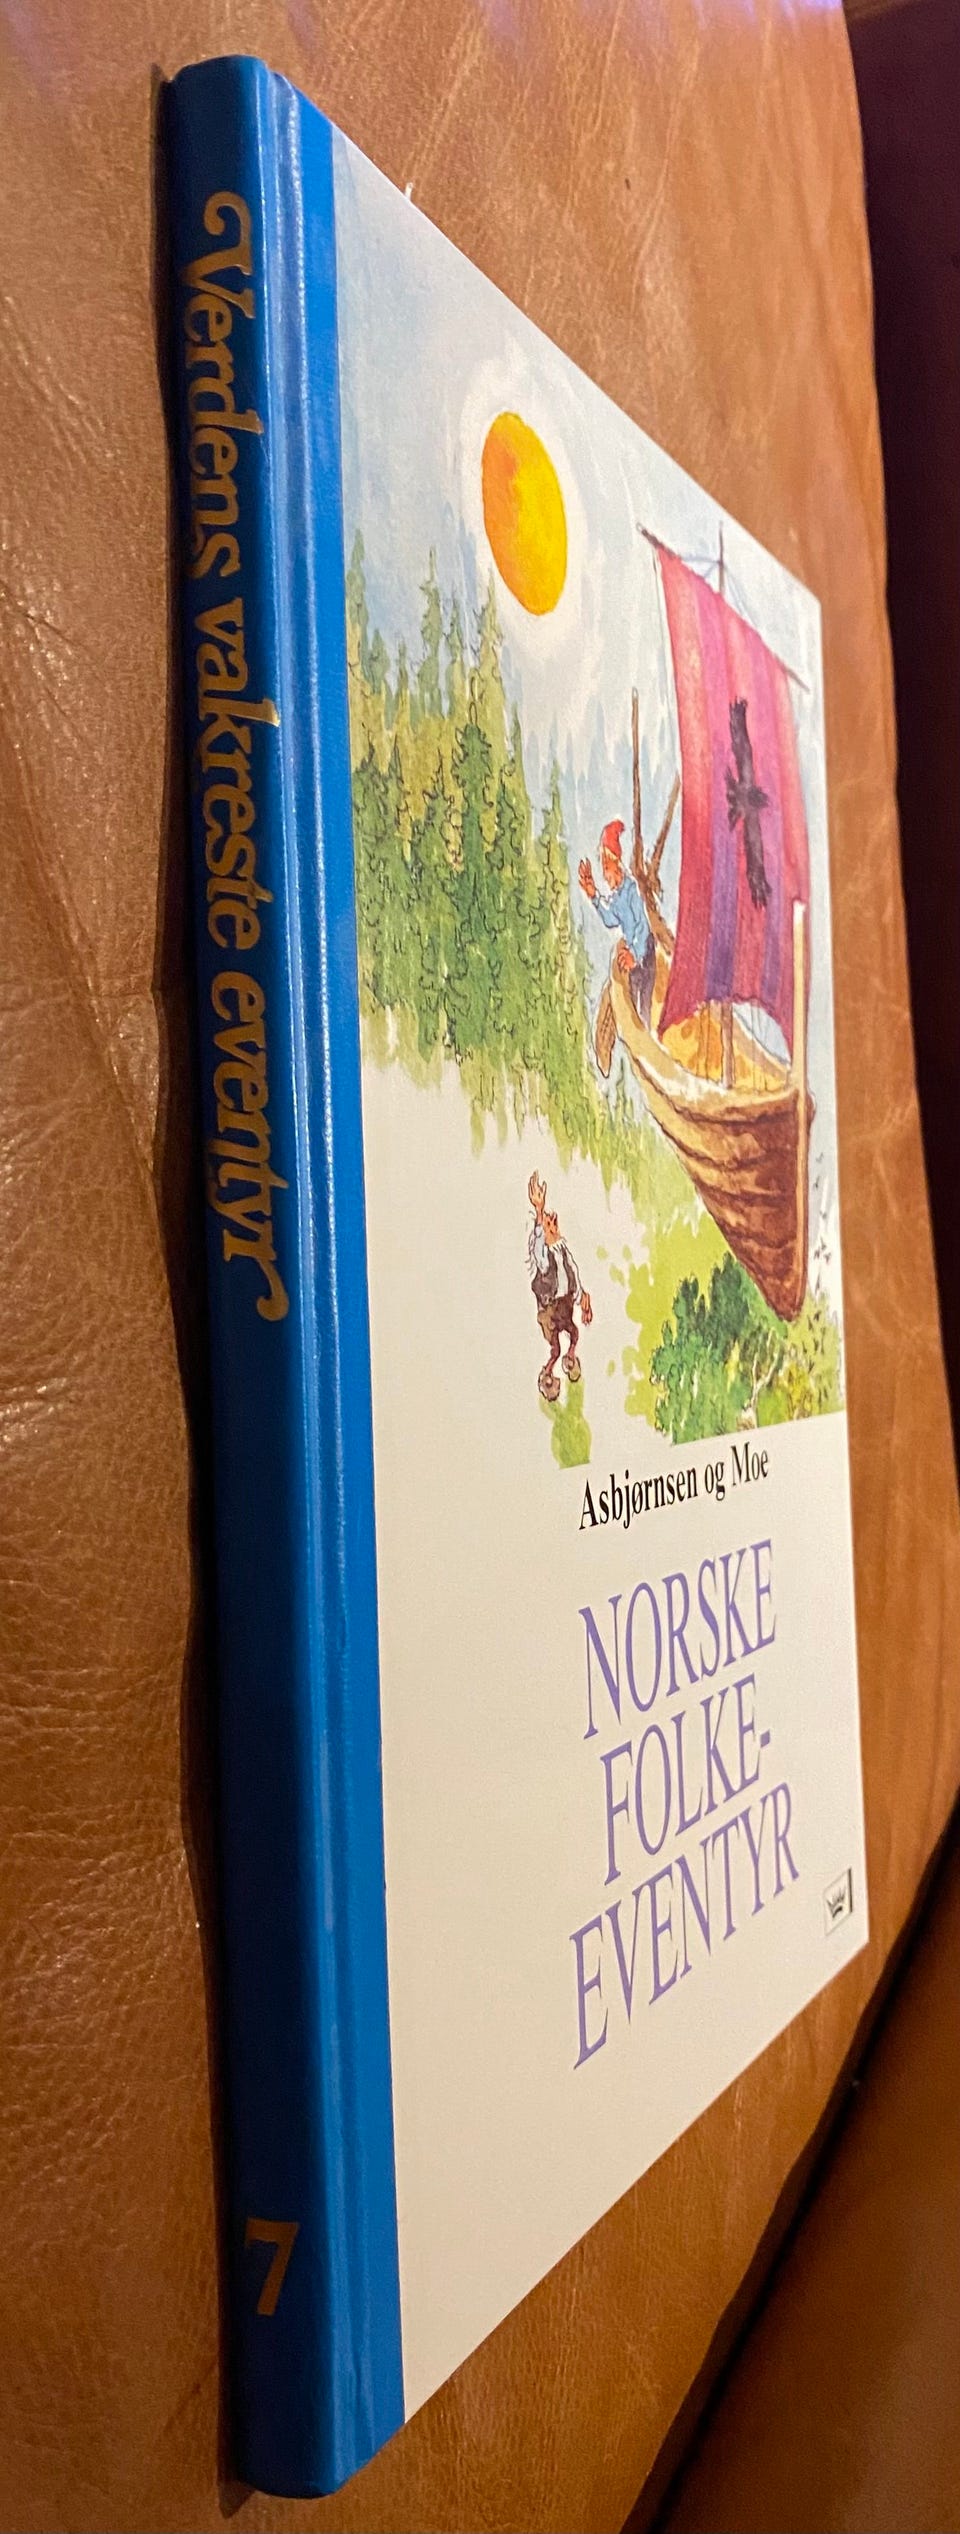 Verdens vakreste eventyr
7
Asbjørnsen og Moe
NORSKE
FOLKE-
EVENTYR